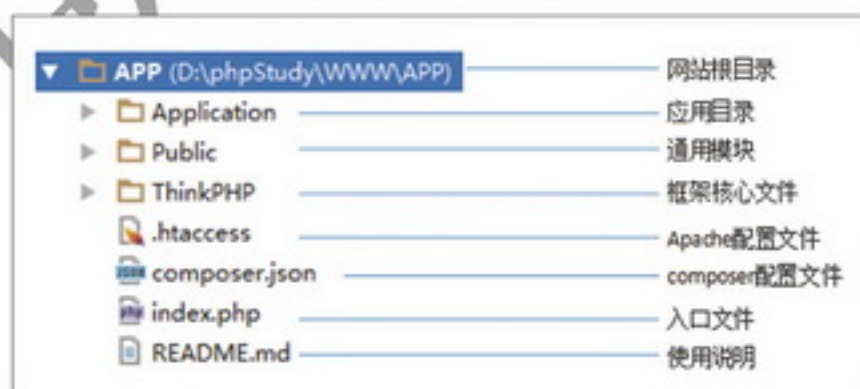 APP (D:\phpStudy\WWW\APP) 网站根目录
Application 应用目录
Public 通用模块
ThinkPHP 框架核心文件
.htaccess Apache配置文件
composer.json composer配置文件
index.php 入口文件
README.md 使用说明